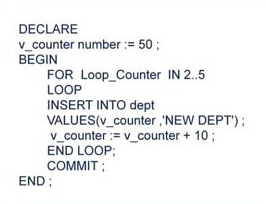 DECLARE
v_counter number := 50 ;
BEGIN
FOR Loop_Counter IN 2..5
LOOP
INSERT INTO dept
VALUES(v_counter ,'NEW DEPT') ;
v_counter := v_counter + 10 ;
END LOOP;
COMMIT ;
END ;